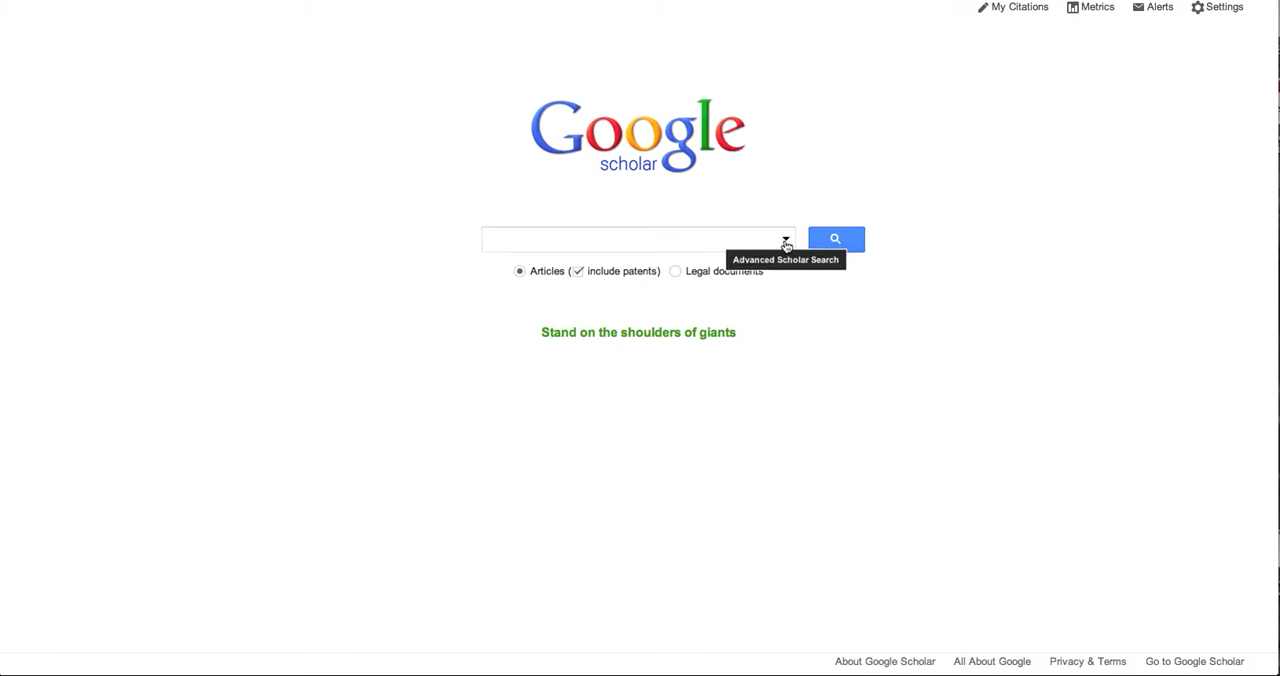 My Citations Metrics Alerts Settings
Google
scholar
Advanced Scholar Search
Articles ( include patents) Legal documents
Stand on the shoulders of giants
About Google Scholar All About Google Privacy & Terms Go to Google Scholar